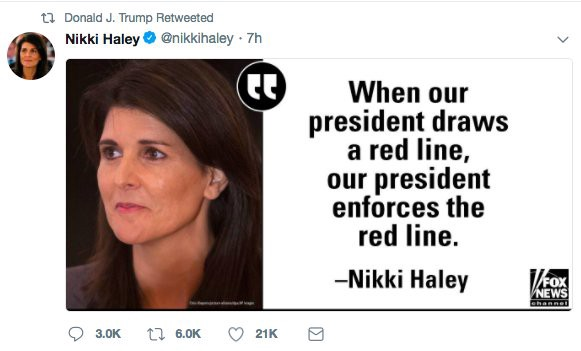 Donald J. Trump Retweeted
Nikki Haley @nikkihaley · 7h
When our
president draws
a red line,
our president
enforces the
red line.
–Nikki Haley
FOX
NEWS
channel
3.0K 6.0K 21K